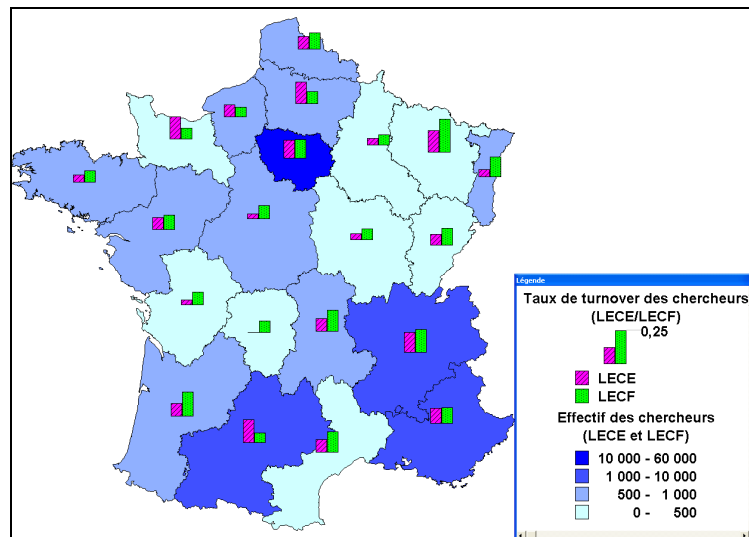 Légende
Taux de turnover des chercheurs
(LECE/LECF)
0,25
LECE
LECF
Effectif des chercheurs
(LECE et LECF)
10 000 - 60 000
1 000 - 10 000
500 - 1 000
0 - 500